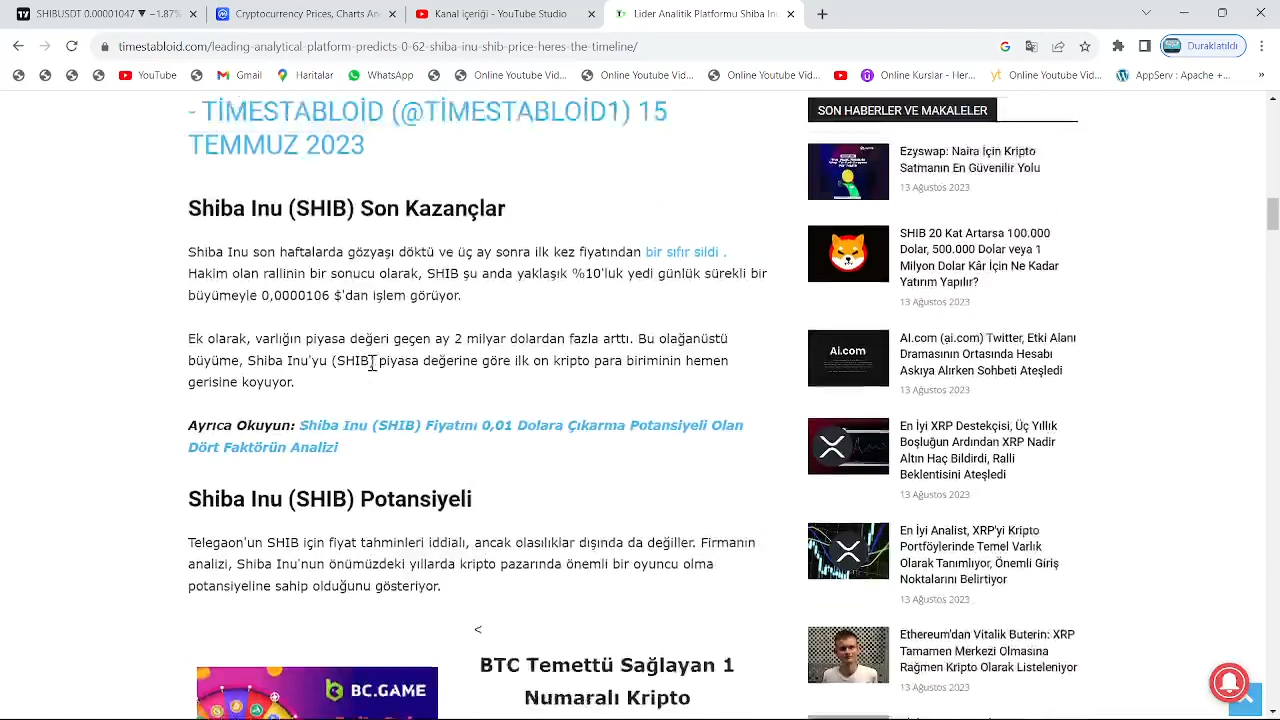 SHIBUSDT 0.00001047 ▼ −1.87%
Cryptocurrency Prices, Charts An
Kanal içeriği - YouTube Studio
Lider Analitik Platformu Shiba Inu
timestabloid.com/leading-analytical-platform-predicts-0-62-shiba-inu-shib-price-heres-the-timeline/
Duraklatıldı
YouTube
Gmail
Haritalar
WhatsApp
Online Youtube Vid...
Online Youtube Vid...
Online Youtube Vid...
Online Kurslar - Her...
Online Youtube Vid...
AppServ : Apache +...
- TİMESTABLOİD (@TİMESTABLOİD1) 15
TEMMUZ 2023
Shiba Inu (SHIB) Son Kazançlar
Shiba Inu son haftalarda gözyaşı döktü ve üç ay sonra ilk kez fiyatından bir sıfır sildi .
Hakim olan rallinin bir sonucu olarak, SHIB şu anda yaklaşık %10'luk yedi günlük sürekli bir
büyümeyle 0,0000106 $'dan işlem görüyor.
Ek olarak, varlığın piyasa değeri geçen ay 2 milyar dolardan fazla arttı. Bu olağanüstü
büyüme, Shiba Inu'yu (SHIB) piyasa değerine göre ilk on kripto para biriminin hemen
gerisine koyuyor.
Ayrıca Okuyun: Shiba Inu (SHIB) Fiyatını 0,01 Dolara Çıkarma Potansiyeli Olan
Dört Faktörün Analizi
Shiba Inu (SHIB) Potansiyeli
Telegaon'un SHIB için fiyat tahminleri iddialı, ancak olasılıklar dışında da değiller. Firmanın
analizi, Shiba Inu'nun önümüzdeki yıllarda kripto pazarında önemli bir oyuncu olma
potansiyeline sahip olduğunu gösteriyor.
<
BC.GAME
BTC Temettü Sağlayan 1
Numaralı Kripto
SON HABERLER VE MAKALELER
Ezyswap: Naira İçin Kripto
Satmanın En Güvenilir Yolu
13 Ağustos 2023
SHIB 20 Kat Artarsa 100.000
Dolar, 500.000 Dolar veya 1
Milyon Dolar Kâr İçin Ne Kadar
Yatırım Yapılır?
13 Ağustos 2023
Ai.com
AI.com (ai.com) Twitter, Etki Alanı
Dramasının Ortasında Hesabı
Askıya Alırken Sohbeti Ateşledi
13 Ağustos 2023
En İyi XRP Destekçisi, Üç Yıllık
Boşluğun Ardından XRP Nadir
Altın Haç Bildirdi, Ralli
Beklentisini Ateşledi
13 Ağustos 2023
En İyi Analist, XRP'yi Kripto
Portföylerinde Temel Varlık
Olarak Tanımlıyor, Önemli Giriş
Noktalarını Belirtiyor
13 Ağustos 2023
Ethereum'dan Vitalik Buterin: XRP
Tamamen Merkezi Olmasına
Rağmen Kripto Olarak Listeleniyor
13 Ağustos 2023